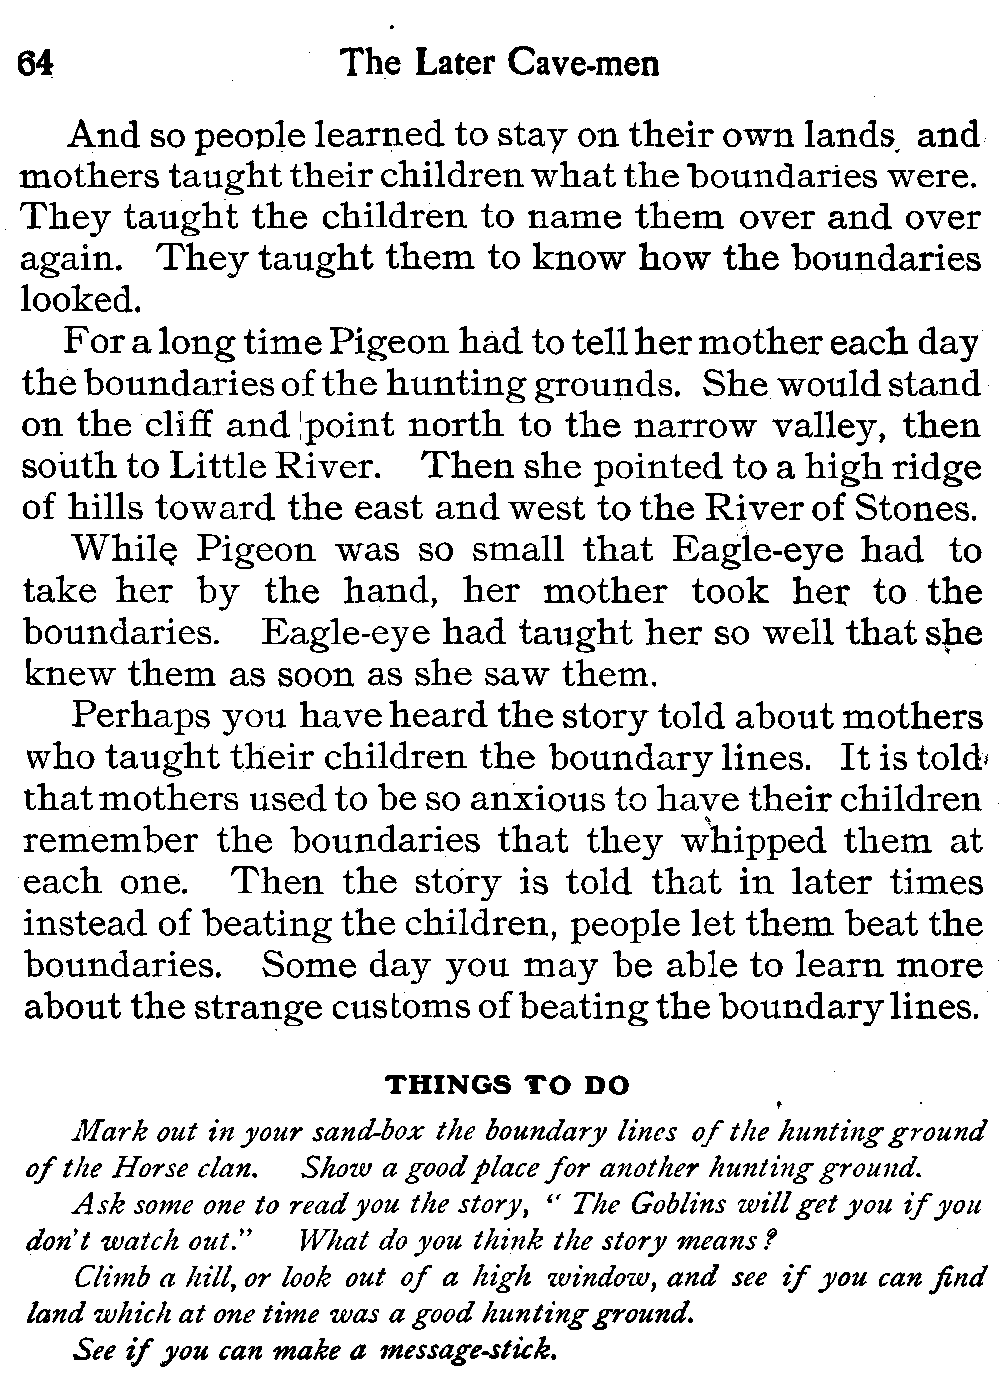 64 The Later Cave-men
And so people learned to stay on their own lands, and
mothers taught their children what the boundaries were.
They taught the children to name them over and over
again. They taught them to know how the boundaries
looked.
For a long time Pigeon had to tell her mother each day
the boundaries of the hunting grounds. She would stand
on the cliff and point north to the narrow valley, then
south to Little River. Then she pointed to a high ridge
of hills toward the east and west to the River of Stones.
While Pigeon was so small that Eagle-eye had to
take her by the hand, her mother took her to the
boundaries. Eagle-eye had taught her so well that she
knew them as soon as she saw them.
Perhaps you have heard the story told about mothers
who taught their children the boundary lines. It is told
that mothers used to be so anxious to have their children
remember the boundaries that they whipped them at
each one. Then the story is told that in later times
instead of beating the children, people let them beat the
boundaries. Some day you may be able to learn more
about the strange customs of beating the boundary lines.
THINGS TO DO
Mark out in your sand-box the boundary lines of the hunting ground
of the Horse clan. Show a good place for another hunting ground.
Ask some one to read you the story, " The Goblins will get you if you
don't watch out." What do you think the story means?
Climb a hill, or look out of a high window, and see if you can find
land which at one time was a good hunting ground.
See if you can make a message-stick.